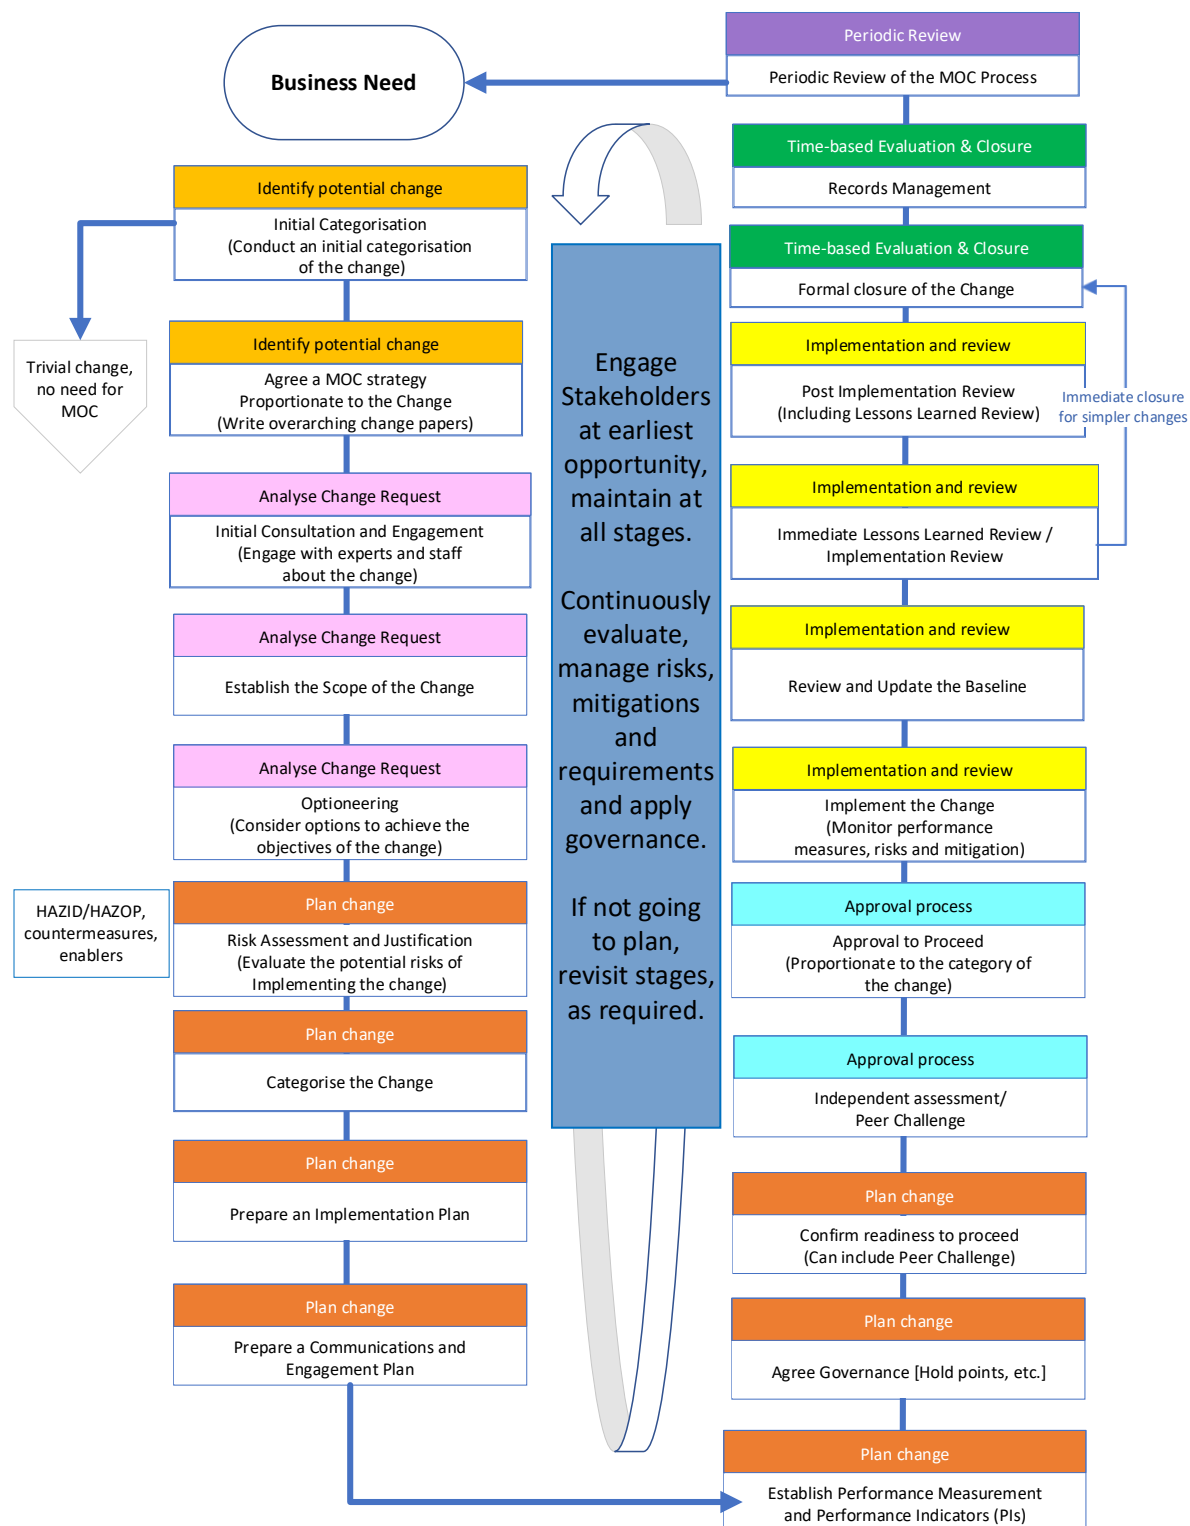 Business Need
Identify potential change
Initial Categorisation
(Conduct an initial categorisation
of the change)
Trivial change,
no need for
MOC
Identify potential change
Agree a MOC strategy
Proportionate to the Change
(Write overarching change papers)
Analyse Change Request
Initial Consultation and Engagement
(Engage with experts and staff
about the change)
Analyse Change Request
Establish the Scope of the Change
Analyse Change Request
Optioneering
(Consider options to achieve the
objectives of the change)
HAZID/HAZOP,
countermeasures,
enablers
Plan change
Risk Assessment and Justification
(Evaluate the potential risks of
Implementing the change)
Plan change
Categorise the Change
Plan change
Prepare an Implementation Plan
Plan change
Prepare a Communications and
Engagement Plan
Engage
Stakeholders
at earliest
opportunity,
maintain at
all stages.
Continuously
evaluate,
manage risks,
mitigations
and
requirements
and apply
governance.
If not going
to plan,
revisit stages,
as required.
Periodic Review
Periodic Review of the MOC Process
Time-based Evaluation & Closure
Records Management
Time-based Evaluation & Closure
Formal closure of the Change
Implementation and review
Post Implementation Review
(Including Lessons Learned Review)
Immediate closure
for simpler changes
Implementation and review
Immediate Lessons Learned Review /
Implementation Review
Implementation and review
Review and Update the Baseline
Implementation and review
Implement the Change
(Monitor performance
measures, risks and mitigation)
Approval process
Approval to Proceed
(Proportionate to the category of
the change)
Approval process
Independent assessment/
Peer Challenge
Plan change
Confirm readiness to proceed
(Can include Peer Challenge)
Plan change
Agree Governance [Hold points, etc.]
Plan change
Establish Performance Measurement
and Performance Indicators (PIs)